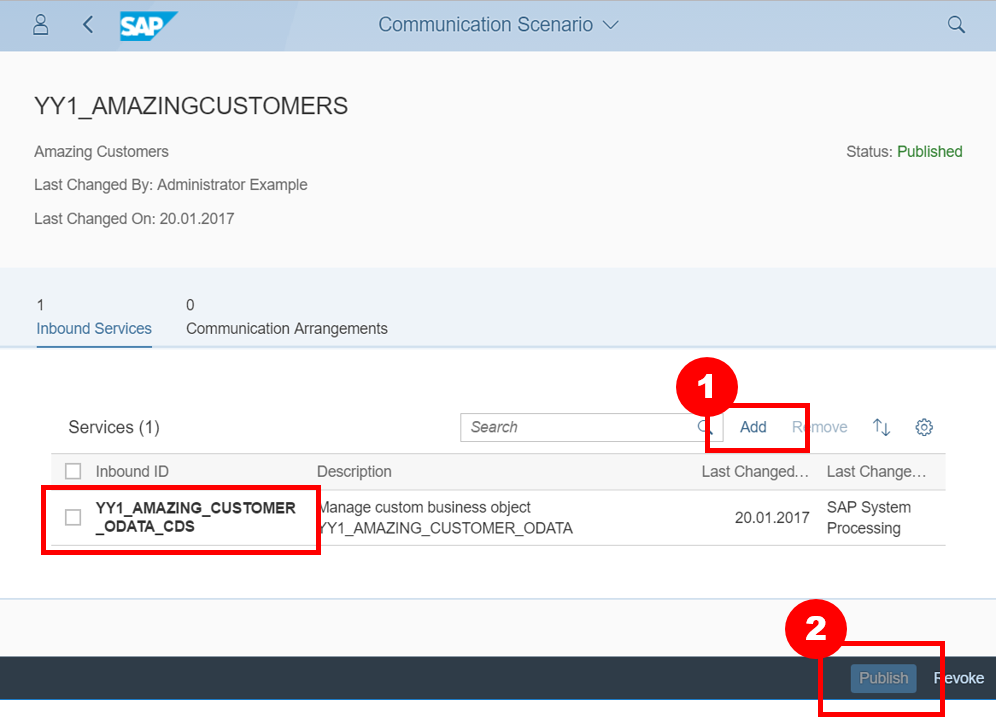 SAP
Communication Scenario
YY1_AMAZINGCUSTOMERS
Amazing Customers
Status: Published
Last Changed By: Administrator Example
Last Changed On: 20.01.2017
1
0
Inbound Services
Communication Arrangements
1
Services (1)
Search
Add
Remove
Inbound ID
Description
Last Changed...
Last Change...
YY1_AMAZING_CUSTOMER
_ODATA_CDS
Manage custom business object
YY1_AMAZING_CUSTOMER_ODATA
20.01.2017
SAP System
Processing
2
Publish
Revoke